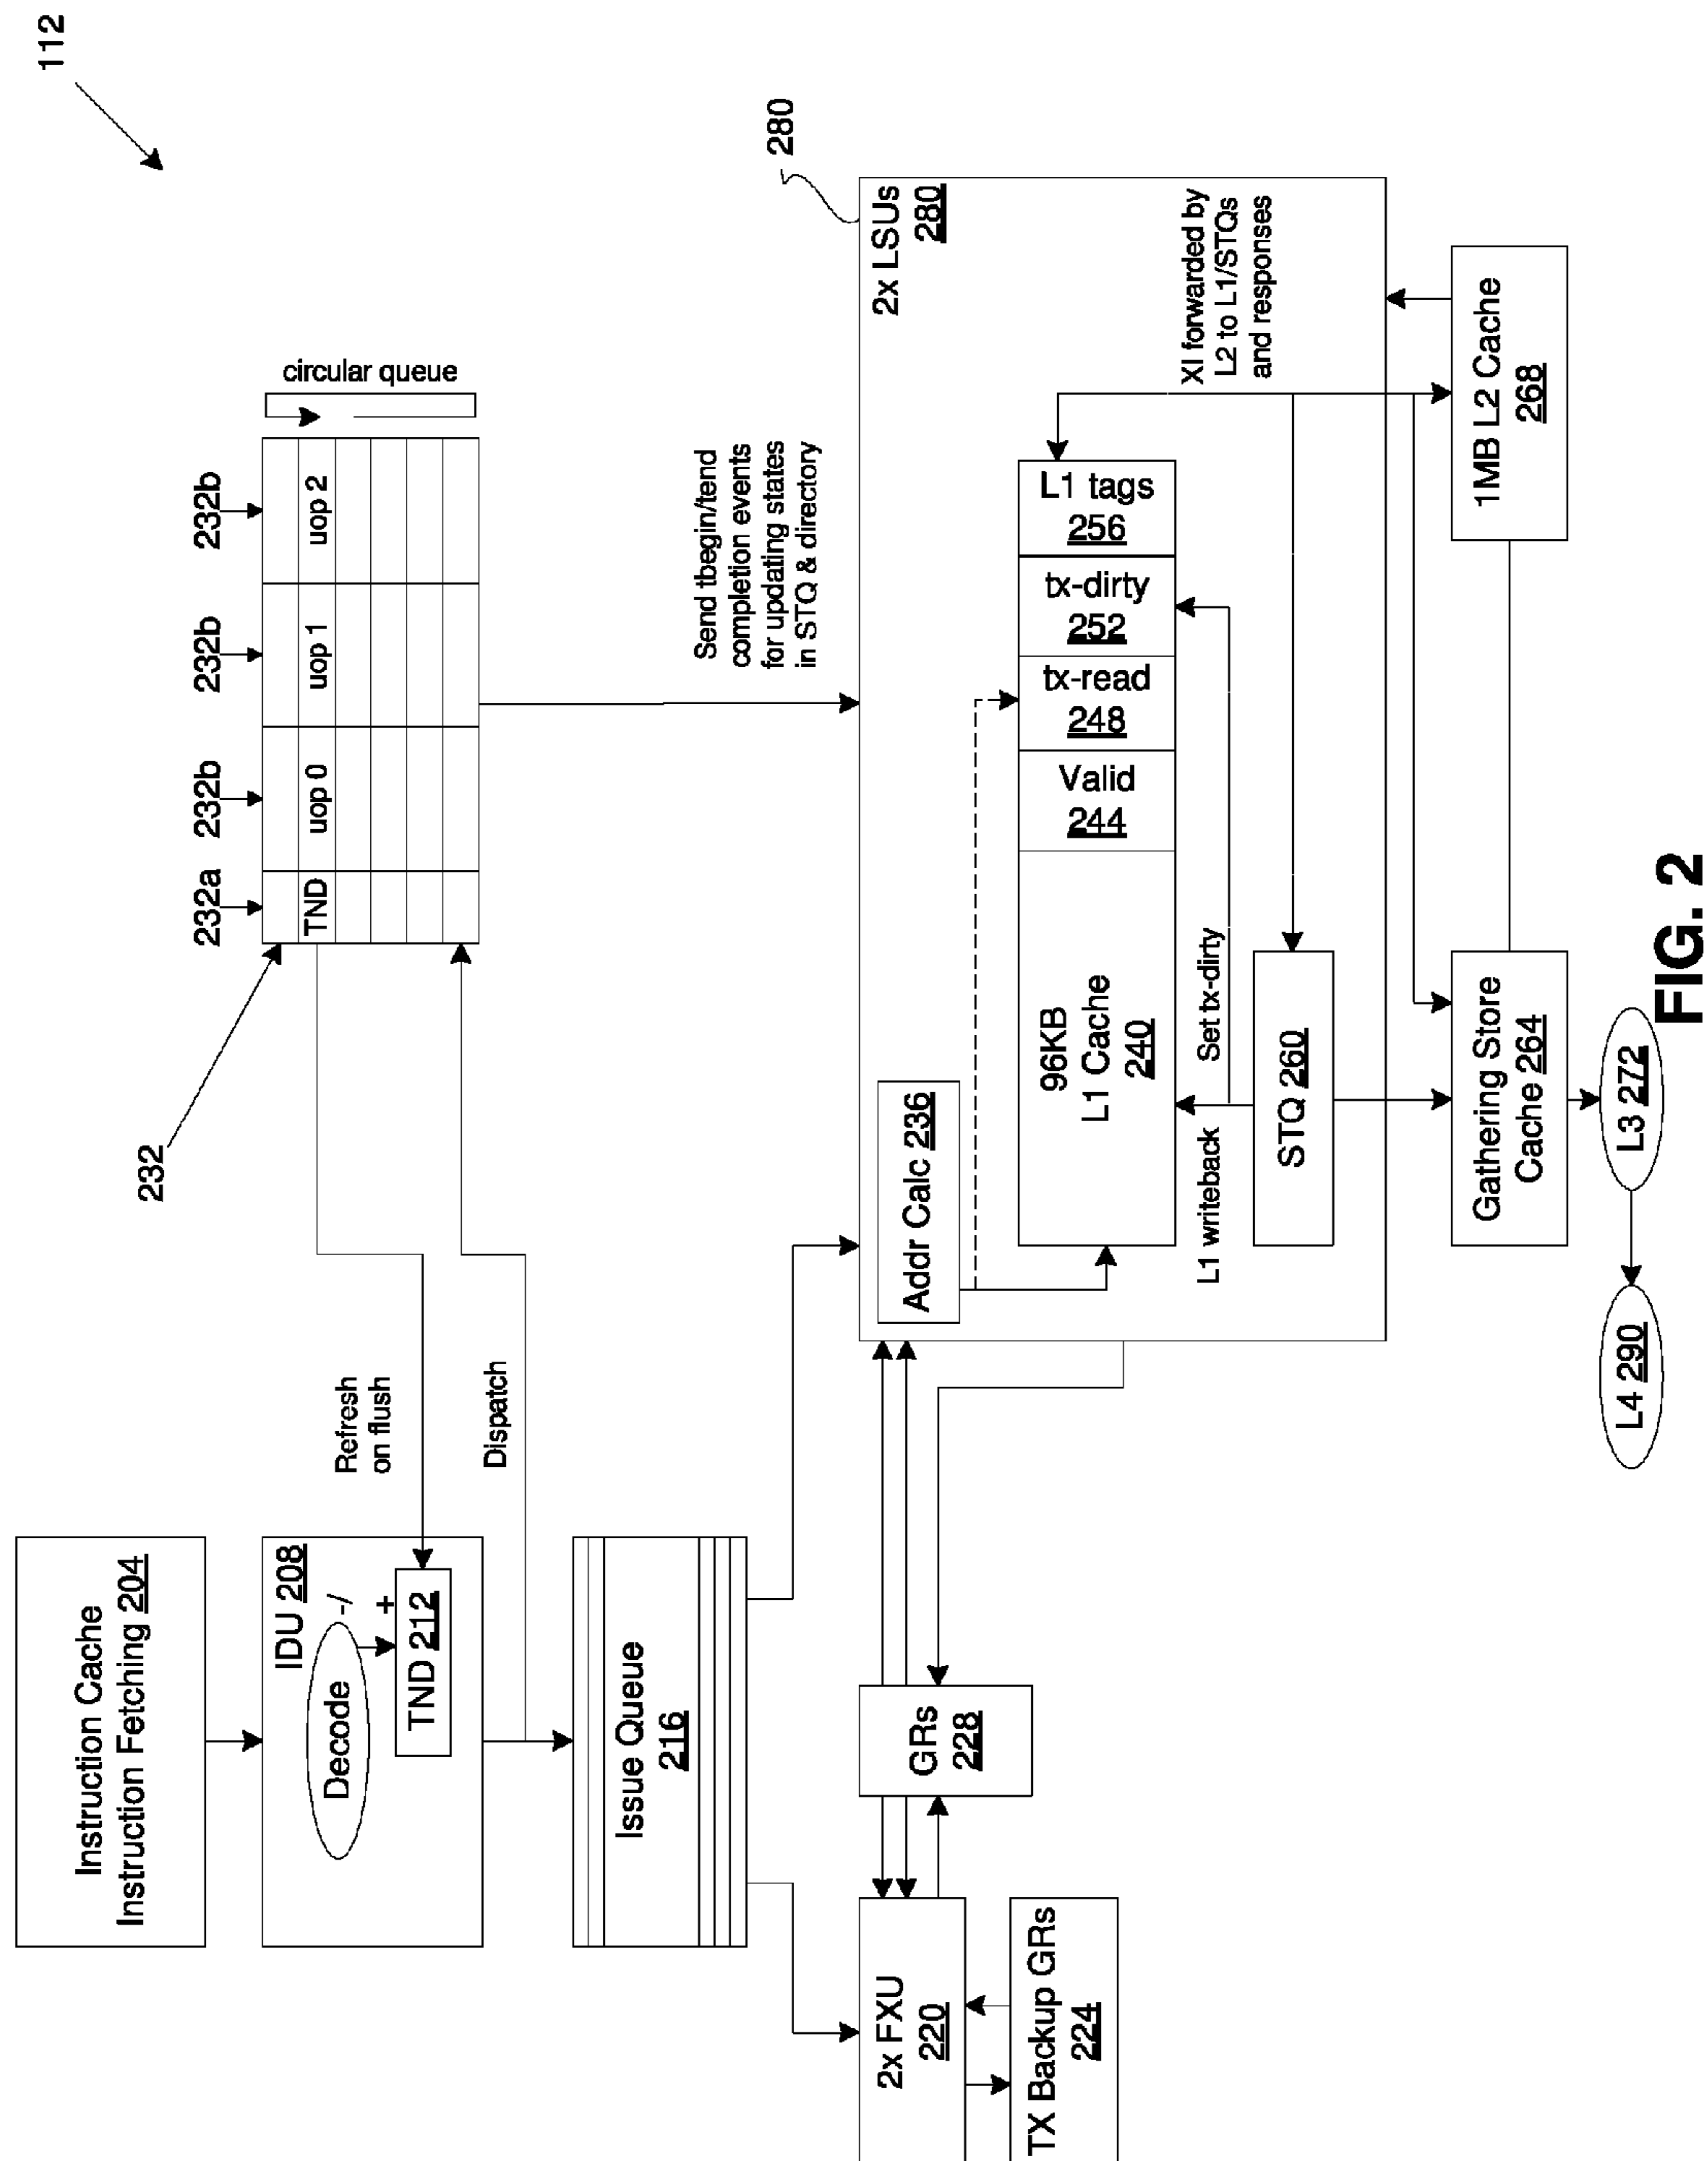 112
Instruction Cache
Instruction Fetching 204
IDU 208
Decode
-/
+
TND 212
Refresh
on flush
Dispatch
232
232a
232b
232b
232b
TND
uop 0
uop 1
uop 2
circular queue
Issue Queue
216
Send tbegin/tend
completion events
for updating states
in STQ & directory
280
2x LSUs
280
2x FXU
220
TX Backup GRs
224
GRs
228
Addr Calc 236
96KB
L1 Cache
240
Valid
244
tx-read
248
tx-dirty
252
L1 tags
256
L1 writeback
Set tx-dirty
XI forwarded by
L2 to L1/STQs
and responses
STQ 260
Gathering Store
Cache 264
1MB L2 Cache
268
L4 290
L3 272
FIG. 2